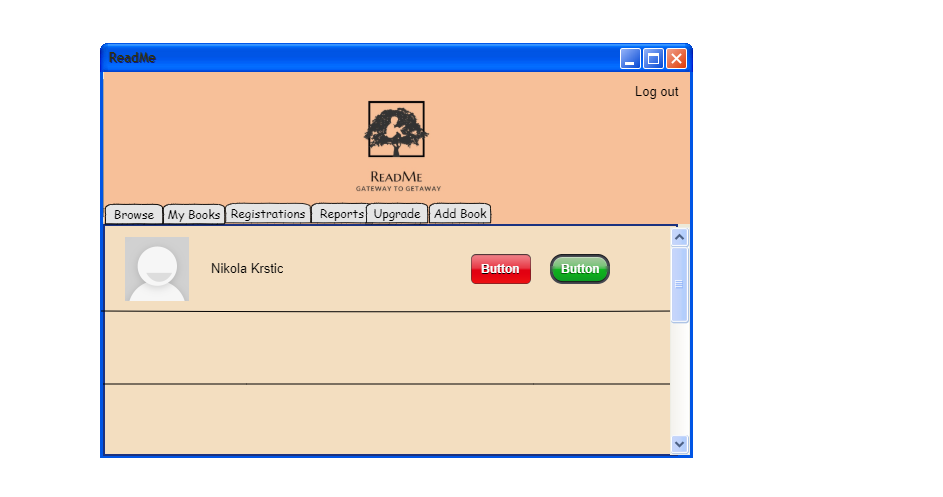 ReadMe
Log out
ReadMe
GATEWAY TO GETAWAY
Browse My Books Registrations Reports Upgrade Add Book
Nikola Krstic Button Button